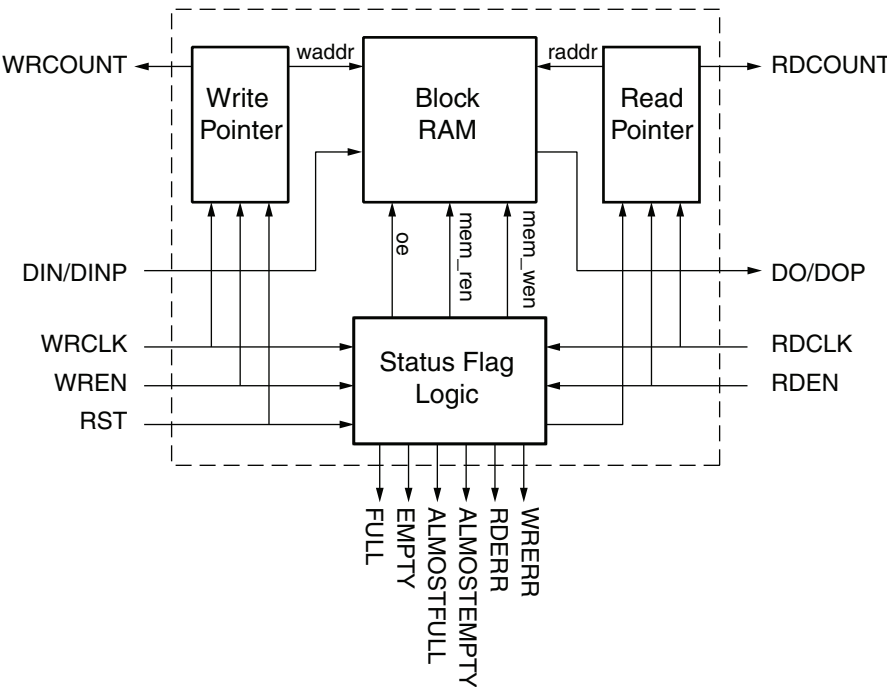 WRCOUNT
waddr
raddr
RDCOUNT
Write
Pointer
Block
RAM
Read
Pointer
oe
mem_ren
mem_wen
DIN/DINP
DO/DOP
WRCLK
WREN
RST
Status Flag
Logic
RDCLK
RDEN
FULL
EMPTY
ALMOSTFULL
ALMOSTEMPTY
RDERR
WRERR